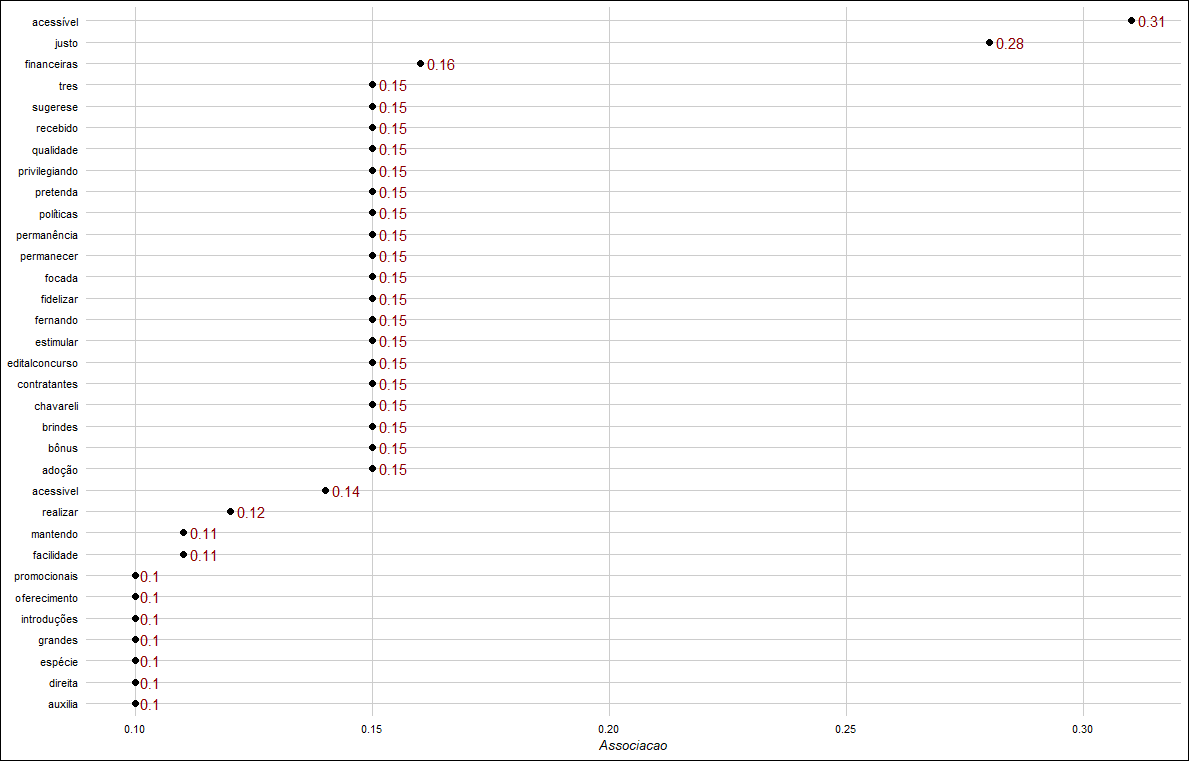 acessível 0.31
justo 0.28
financeiras 0.16
tres 0.15
sugerese 0.15
recebido 0.15
qualidade 0.15
privilegiando 0.15
pretenda 0.15
políticas 0.15
permanência 0.15
permanecer 0.15
focada 0.15
fidelizar 0.15
fernando 0.15
estimular 0.15
editalconcurso 0.15
contratantes 0.15
chavareli 0.15
brindes 0.15
bônus 0.15
adoção 0.15
acessivel 0.14
realizar 0.12
mantendo 0.11
facilidade 0.11
promocionais 0.1
oferecimento 0.1
introduções 0.1
grandes 0.1
espécie 0.1
direita 0.1
auxilia 0.1
0.10 0.15 0.20 0.25 0.30
Associacao